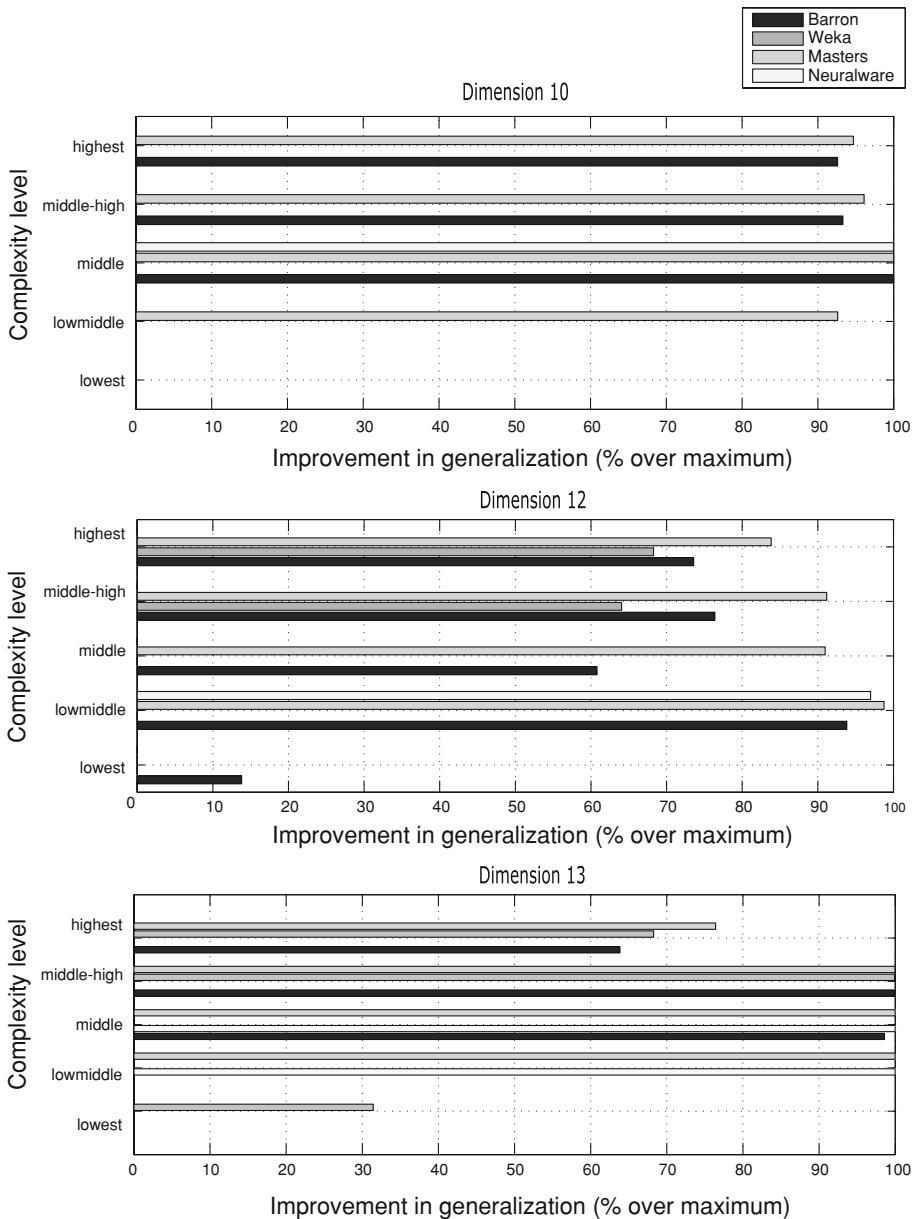 Barron
Weka
Masters
Neuralware
Dimension 10
Complexity level
highest
middle-high
middle
lowmiddle
lowest
0 10 20 30 40 50 60 70 80 90 100
Improvement in generalization (% over maximum)
Dimension 12
Complexity level
highest
middle-high
middle
lowmiddle
lowest
0 10 20 30 40 50 60 70 80 90 100
Improvement in generalization (% over maximum)
Dimension 13
Complexity level
highest
middle-high
middle
lowmiddle
lowest
0 10 20 30 40 50 60 70 80 90 100
Improvement in generalization (% over maximum)